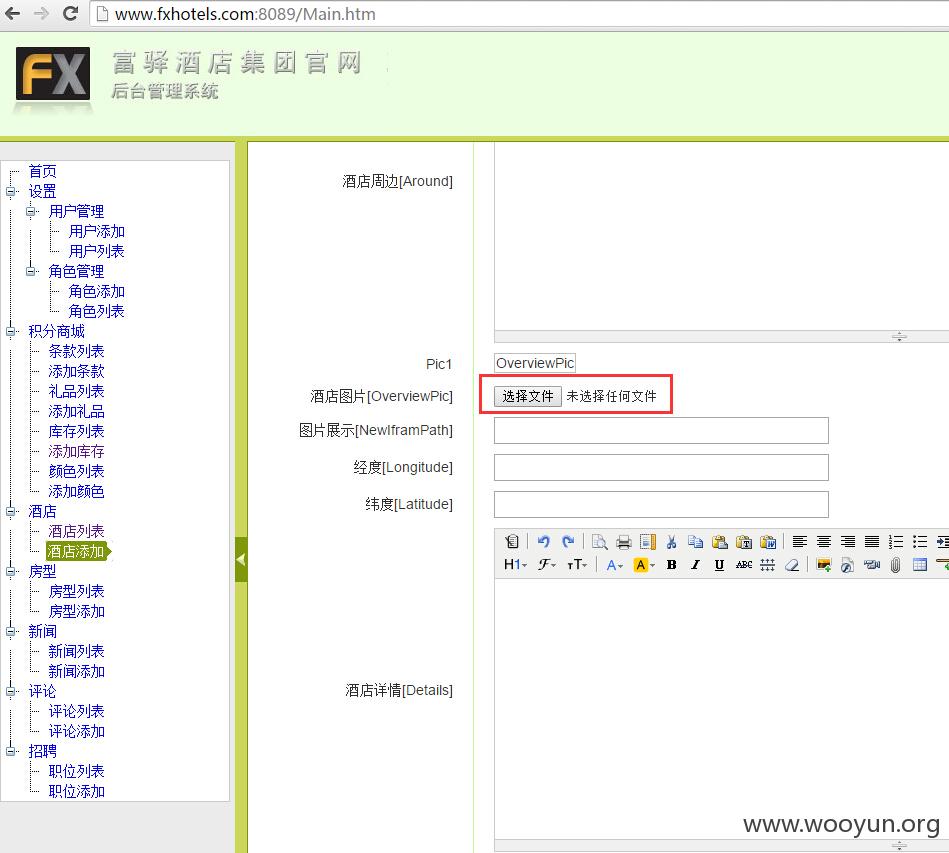 www.fxhotels.com:8089/Main.htm
FX
富驿酒店集团官网
后台管理系统
首页
设置
用户管理
用户添加
用户列表
角色管理
角色添加
角色列表
积分商城
条款列表
添加条款
礼品列表
添加礼品
库存列表
添加库存
颜色列表
添加颜色
酒店
酒店列表
酒店添加
房型
房型列表
房型添加
新闻
新闻列表
新闻添加
评论
评论列表
评论添加
招聘
职位列表
职位添加
酒店周边[Around]
Pic1 OverviewPic
酒店图片[OverviewPic] 选择文件 未选择任何文件
图片展示[NewIframPath]
经度[Longitude]
纬度[Latitude]
H1 F TT A A B I U ABC
酒店详情[Details]
www.wooyun.org